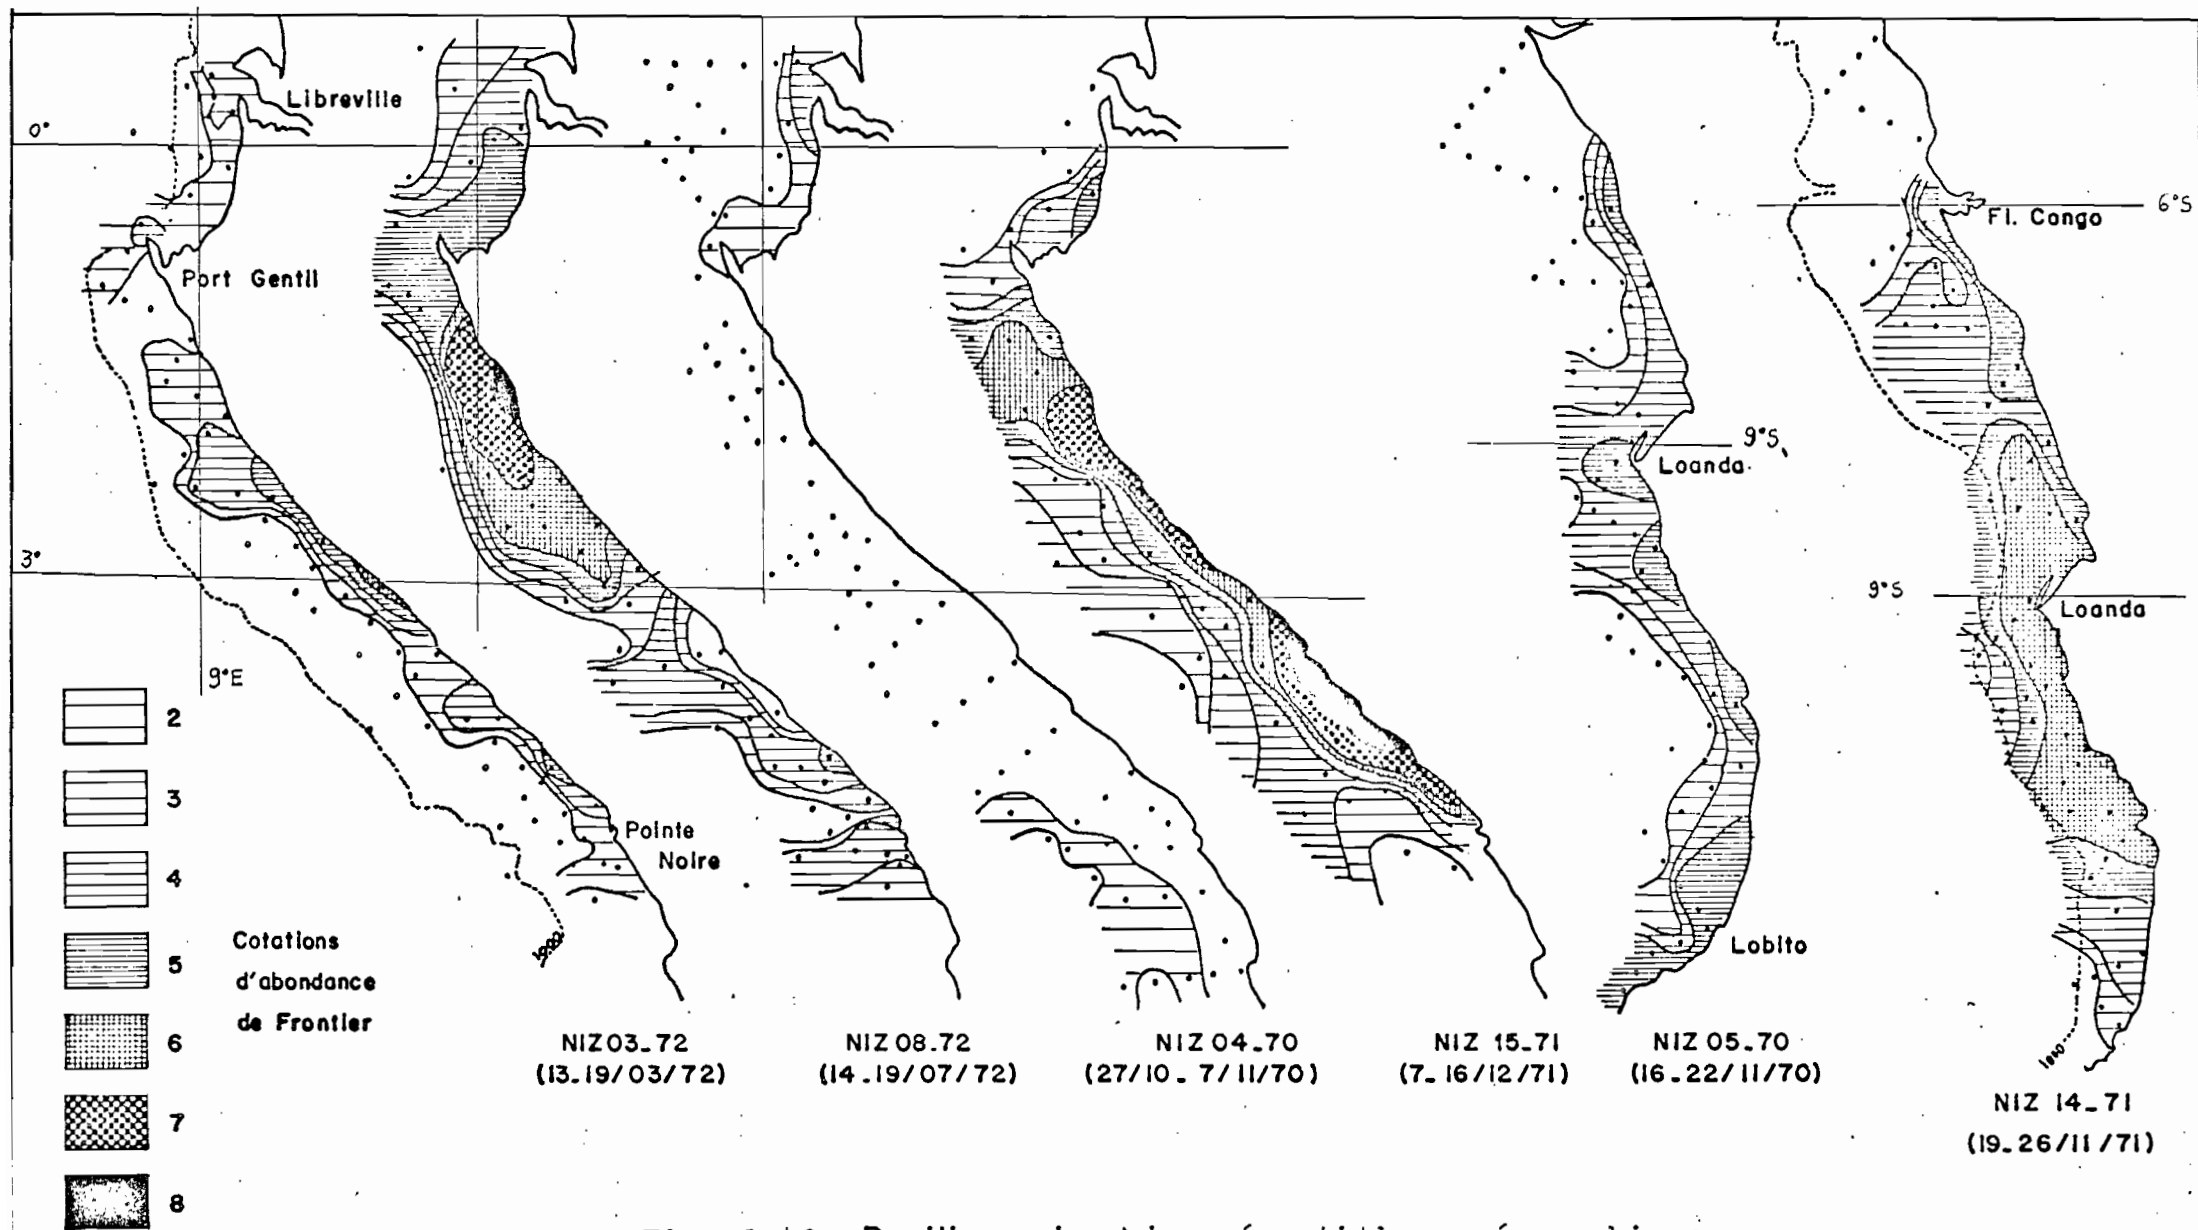 Libreville
0°
Port Gentil
3°
9°E
Pointe
Noire
6°S
Fl. Congo
9°S
Loanda
9°S
Loanda
Lobito
2
3
4
5
6
7
8
Cotations
d'abondance
de Frontier
1000
1000
NIZ 03_72
(13_19/03/72)
NIZ 08_72
(14_19/07/72)
NIZ 04_70
(27/10_7/11/70)
NIZ 15_71
(7_16/12/71)
NIZ 05_70
(16_22/11/70)
NIZ 14_71
(19_26/11/71)